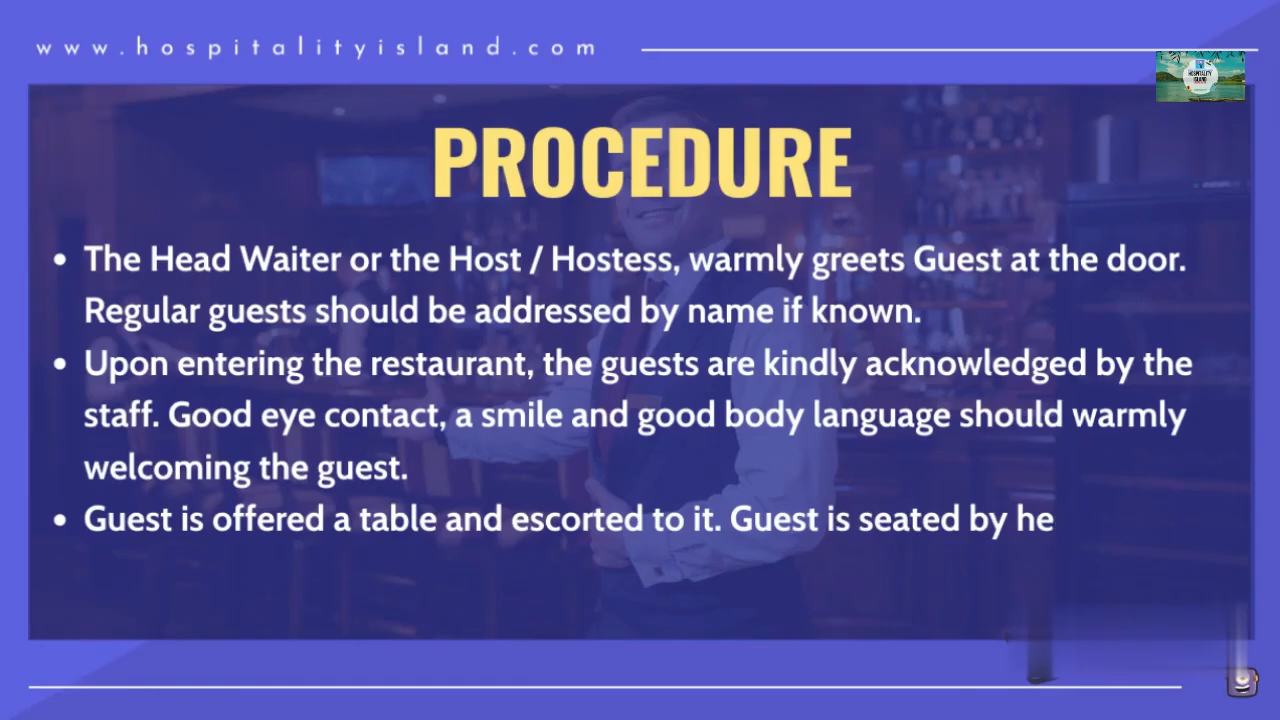 www.hospitalityisland.com
HOSPITALITY
ISLAND
PROCEDURE
• The Head Waiter or the Host / Hostess, warmly greets Guest at the door.
Regular guests should be addressed by name if known.
• Upon entering the restaurant, the guests are kindly acknowledged by the
staff. Good eye contact, a smile and good body language should warmly
welcoming the guest.
• Guest is offered a table and escorted to it. Guest is seated by he